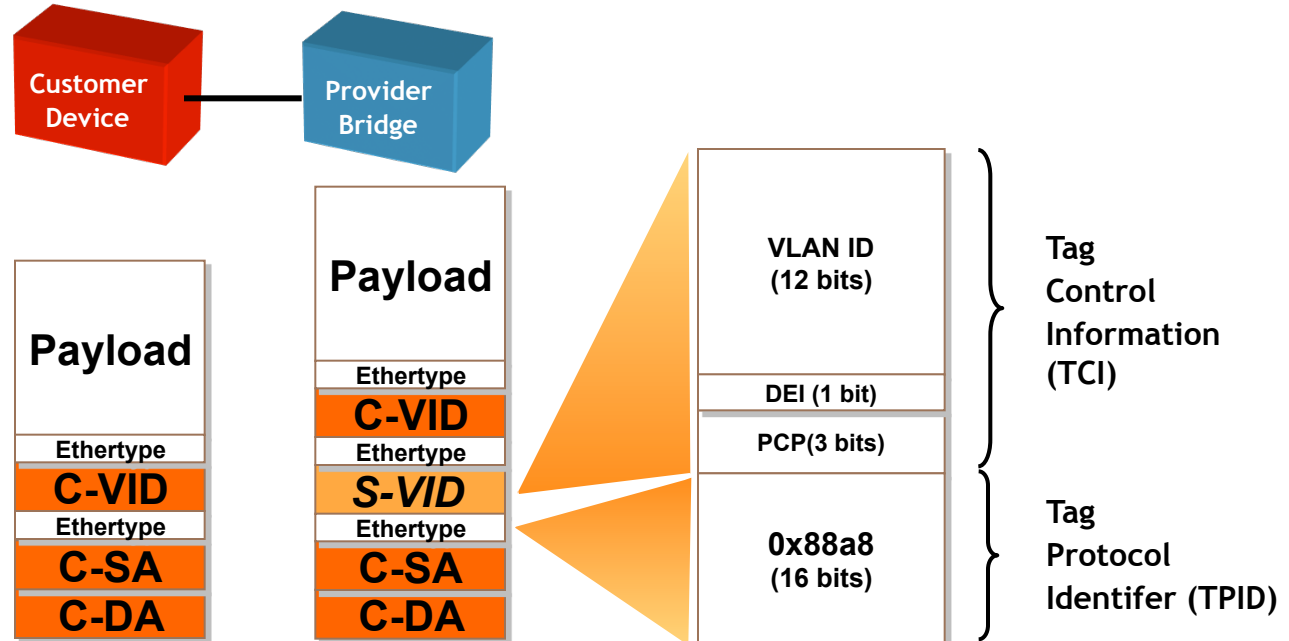 Customer
Device
Provider
Bridge
Payload
Ethertype
C-VID
Ethertype
C-SA
C-DA
Payload
Ethertype
C-VID
Ethertype
S-VID
Ethertype
C-SA
C-DA
VLAN ID
(12 bits)
DEI (1 bit)
PCP(3 bits)
0x88a8
(16 bits)
Tag
Control
Information
(TCI)
Tag
Protocol
Identifer (TPID)